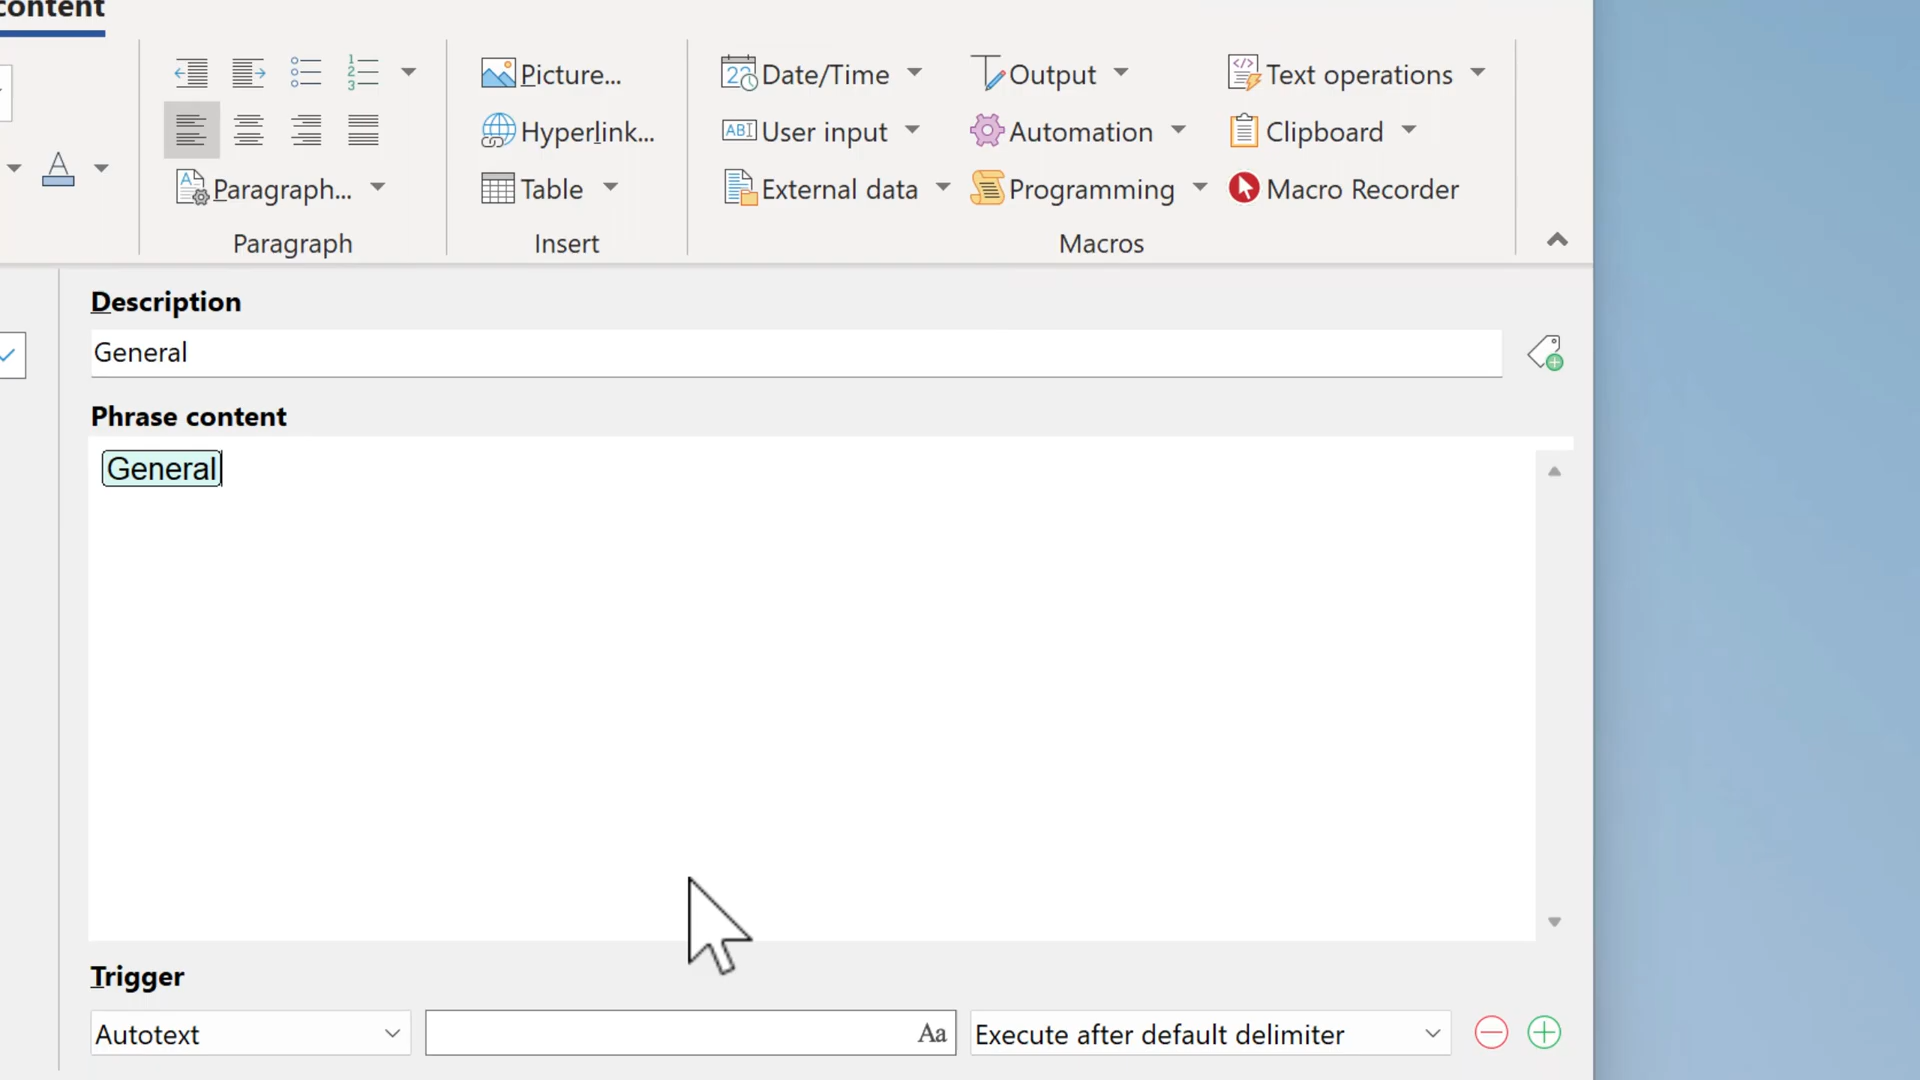 content
Picture...
Date/Time
Output
Text operations
Hyperlink...
User input
Automation
Clipboard
Paragraph...
Table
External data
Programming
Macro Recorder
Paragraph
Insert
Macros
Description
General
Phrase content
General
Trigger
Autotext
Aa
Execute after default delimiter